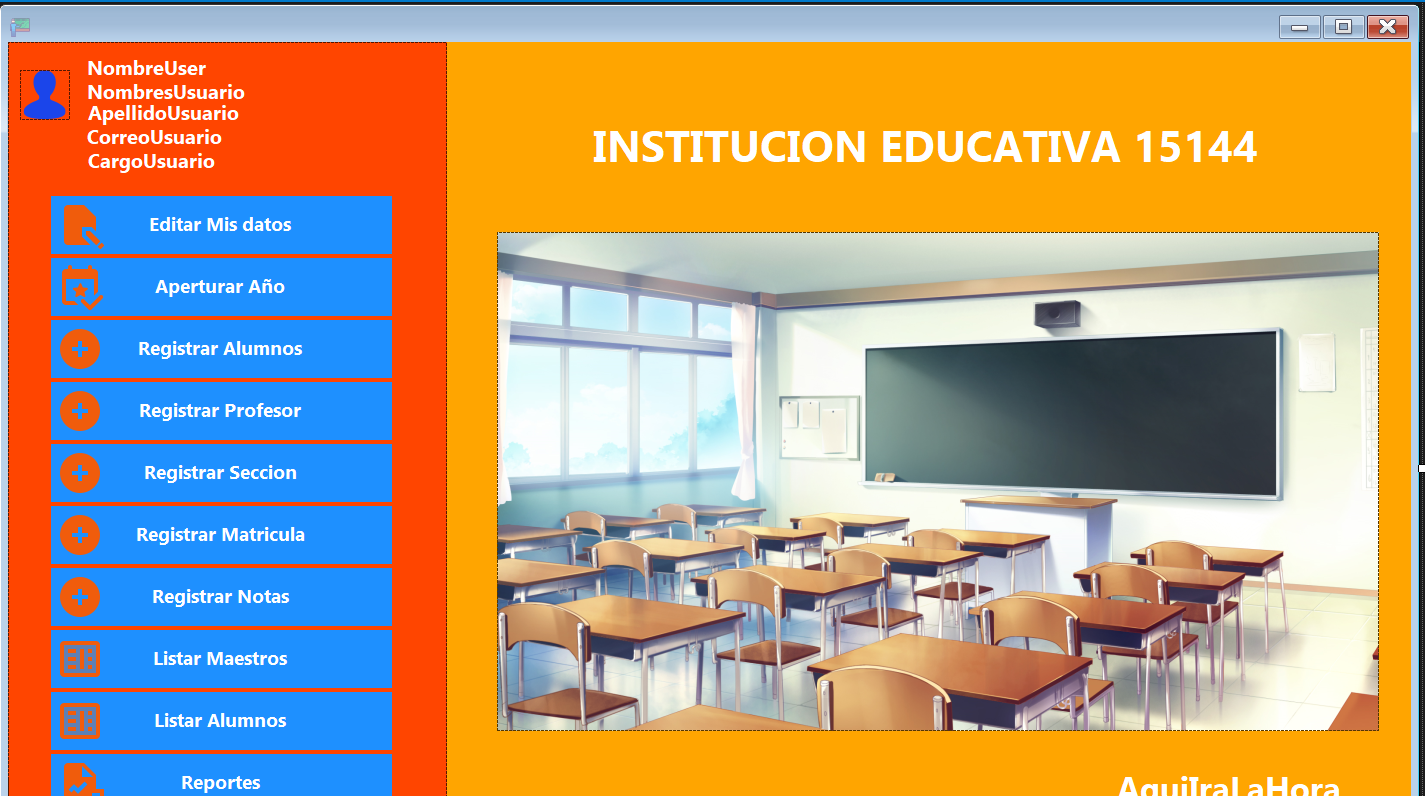 NombreUser
NombresUsuario
ApellidoUsuario
CorreoUsuario
CargoUsuario
Editar Mis datos
Aperturar Año
Registrar Alumnos
Registrar Profesor
Registrar Seccion
Registrar Matricula
Registrar Notas
Listar Maestros
Listar Alumnos
Reportes
INSTITUCION EDUCATIVA 15144
AquiIraLaHora